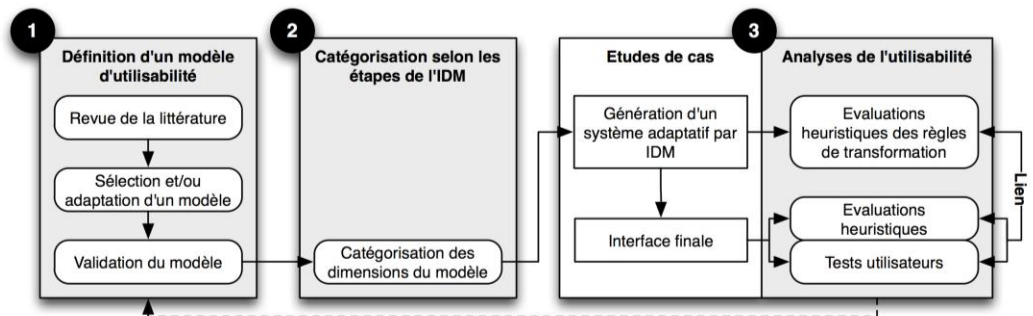 1
Définition d'un modèle
d'utilisabilité
Revue de la littérature
Sélection et/ou
adaptation d'un modèle
Validation du modèle
2
Catégorisation selon les
étapes de l'IDM
Catégorisation des
dimensions du modèle
3
Etudes de cas
Génération d'un
système adaptatif par
IDM
Interface finale
Analyses de l'utilisabilité
Evaluations
heuristiques des règles
de transformation
Evaluations
heuristiques
Tests utilisateurs
Lien